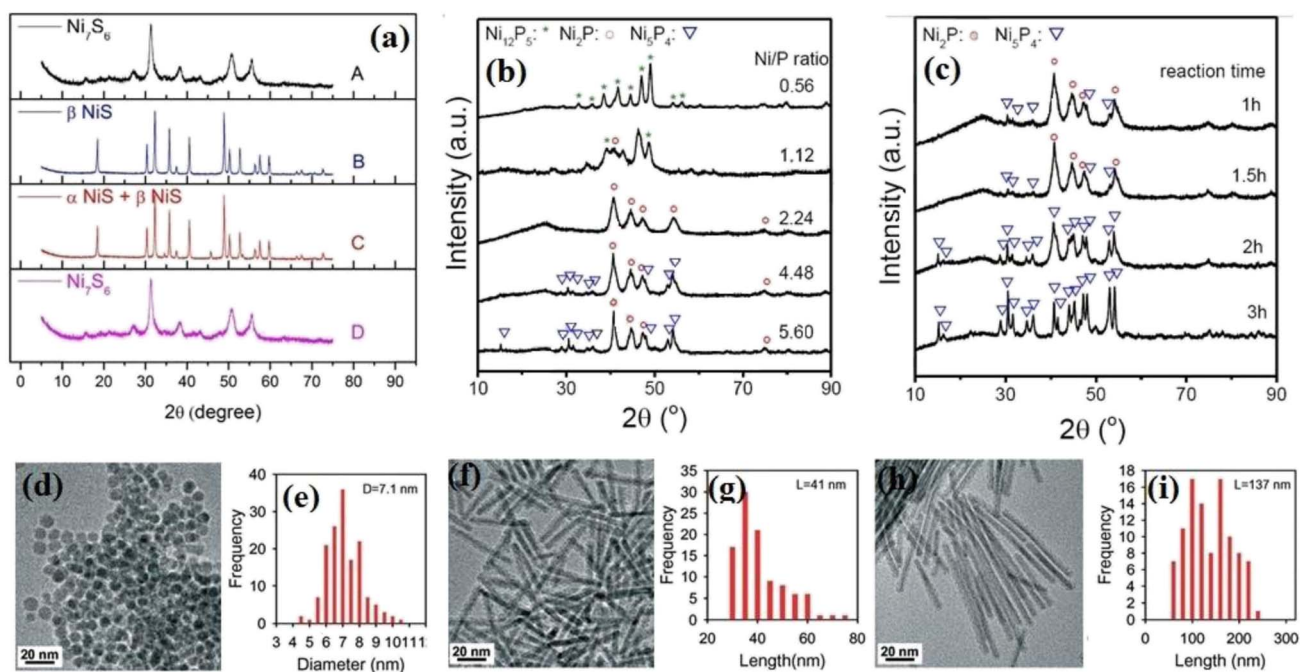 (a)
Ni7S6
A
β NiS
B
α NiS + β NiS
C
Ni7S6
D
0 10 20 30 40 50 60 70 80 90
2θ (degree)
(b)
Ni12P5: * Ni2P: ○ Ni5P4: ▽
Ni/P ratio
0.56
1.12
2.24
4.48
5.60
Intensity (a.u.)
10 30 50 70 90
2θ (°)
(c)
Ni2P: ○ Ni5P4: ▽
reaction time
1h
1.5h
2h
3h
Intensity (a.u.)
10 30 50 70 90
2θ (°)
(d)
20 nm
(e)
D=7.1 nm
40
30
20
10
0
Frequency
3 4 5 6 7 8 9 1011 12
Diameter (nm)
(f)
20 nm
(g)
L=41 nm
35
30
25
20
15
10
5
0
Frequency
20 40 60 80
Length(nm)
(h)
20 nm
(i)
L=137 nm
18
16
14
12
10
8
6
4
2
0
Frequency
0 100 200 300
Length (nm)